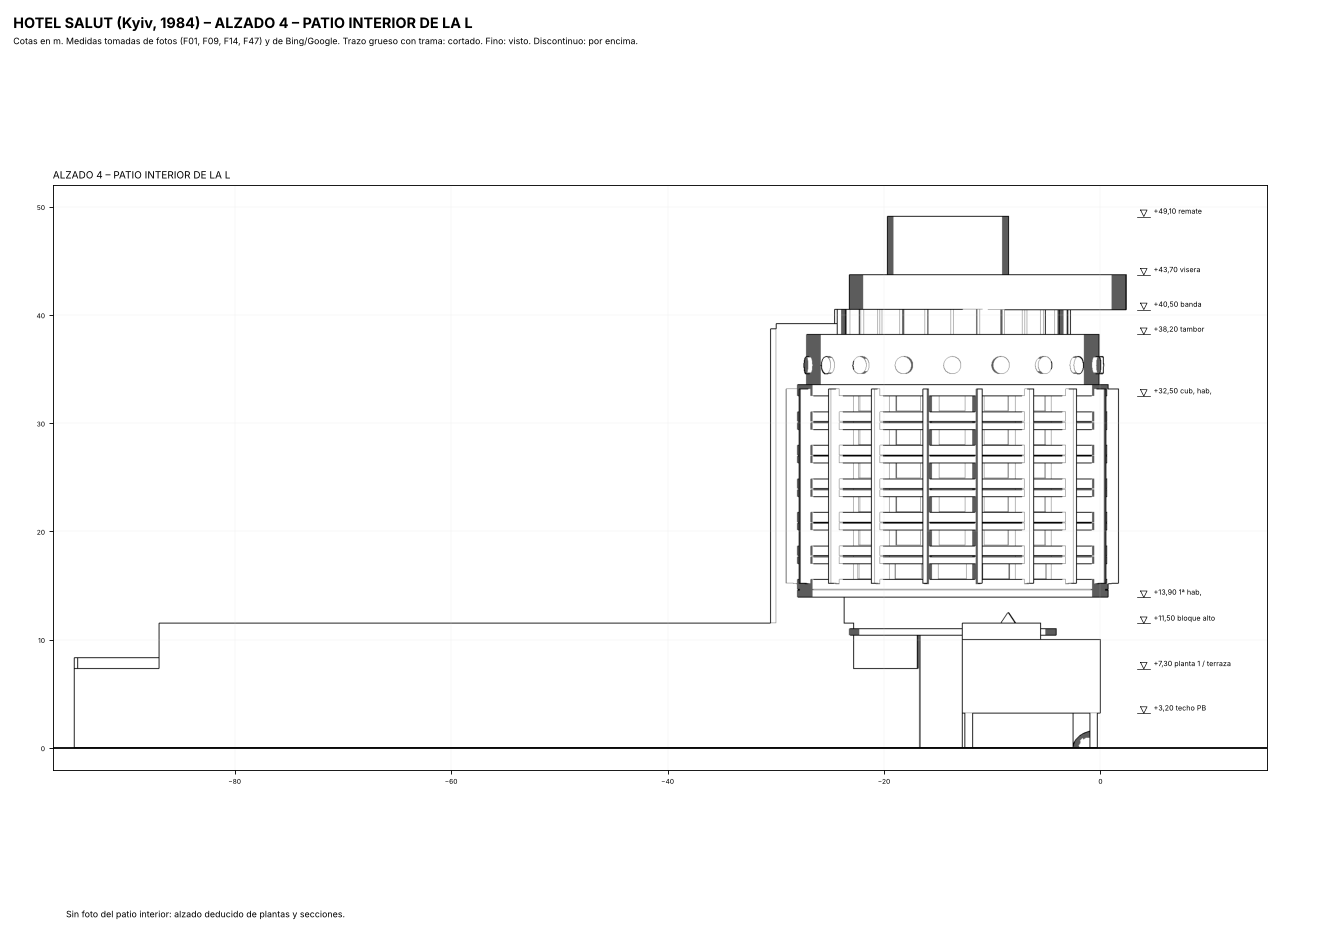 HOTEL SALUT (Kyiv, 1984) – ALZADO 4 – PATIO INTERIOR DE LA L
Cotas en m. Medidas tomadas de fotos (F01, F09, F14, F47) y de Bing/Google. Trazo grueso con trama: cortado. Fino: visto. Discontinuo: por encima.
ALZADO 4 – PATIO INTERIOR DE LA L
50
40
30
20
10
0
+49,10 remate
+43,70 visera
+40,50 banda
+38,20 tambor
+32,50 cub, hab,
+13,90 1ª hab,
+11,50 bloque alto
+7,30 planta 1 / terraza
+3,20 techo PB
−80
−60
−40
−20
0
Sin foto del patio interior: alzado deducido de plantas y secciones.